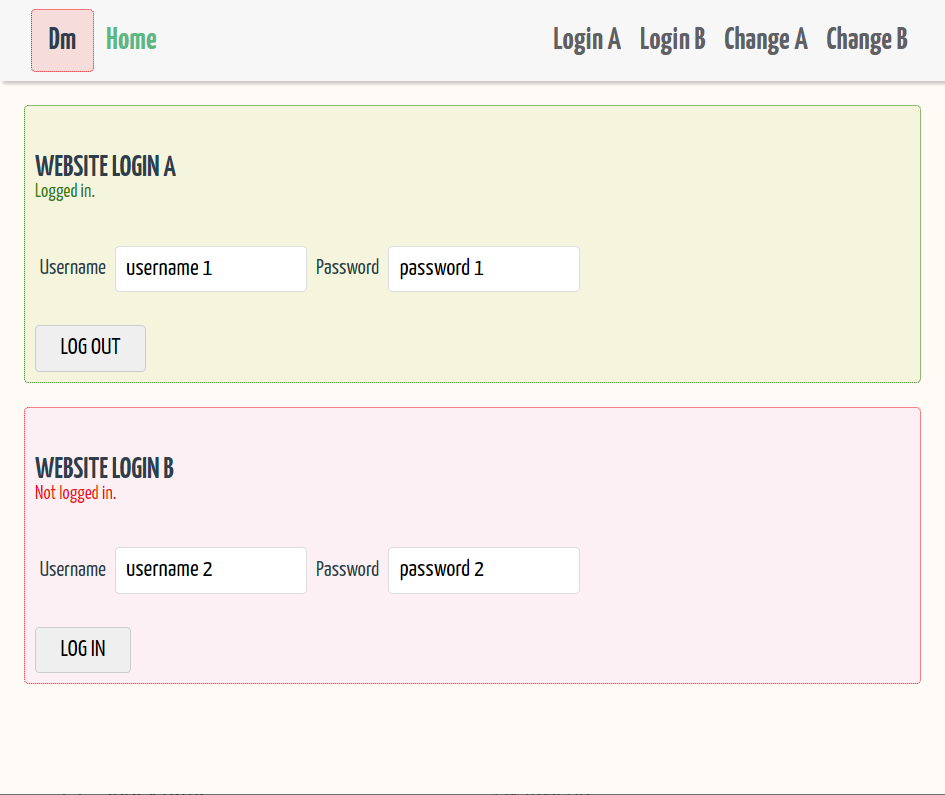 Dm Home Login A Login B Change A Change B
WEBSITE LOGIN A
Logged in.
Username username 1 Password password 1
LOG OUT
WEBSITE LOGIN B
Not logged in.
Username username 2 Password password 2
LOG IN